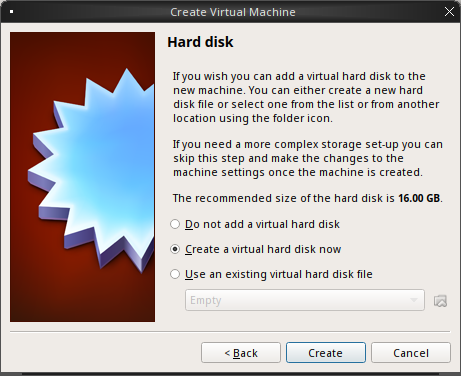 Create Virtual Machine
Hard disk
If you wish you can add a virtual hard disk to the
new machine. You can either create a new hard
disk file or select one from the list or from another
location using the folder icon.
If you need a more complex storage set-up you can
skip this step and make the changes to the
machine settings once the machine is created.
The recommended size of the hard disk is 16.00 GB.
Do not add a virtual hard disk
Create a virtual hard disk now
Use an existing virtual hard disk file
Empty
< Back
Create
Cancel